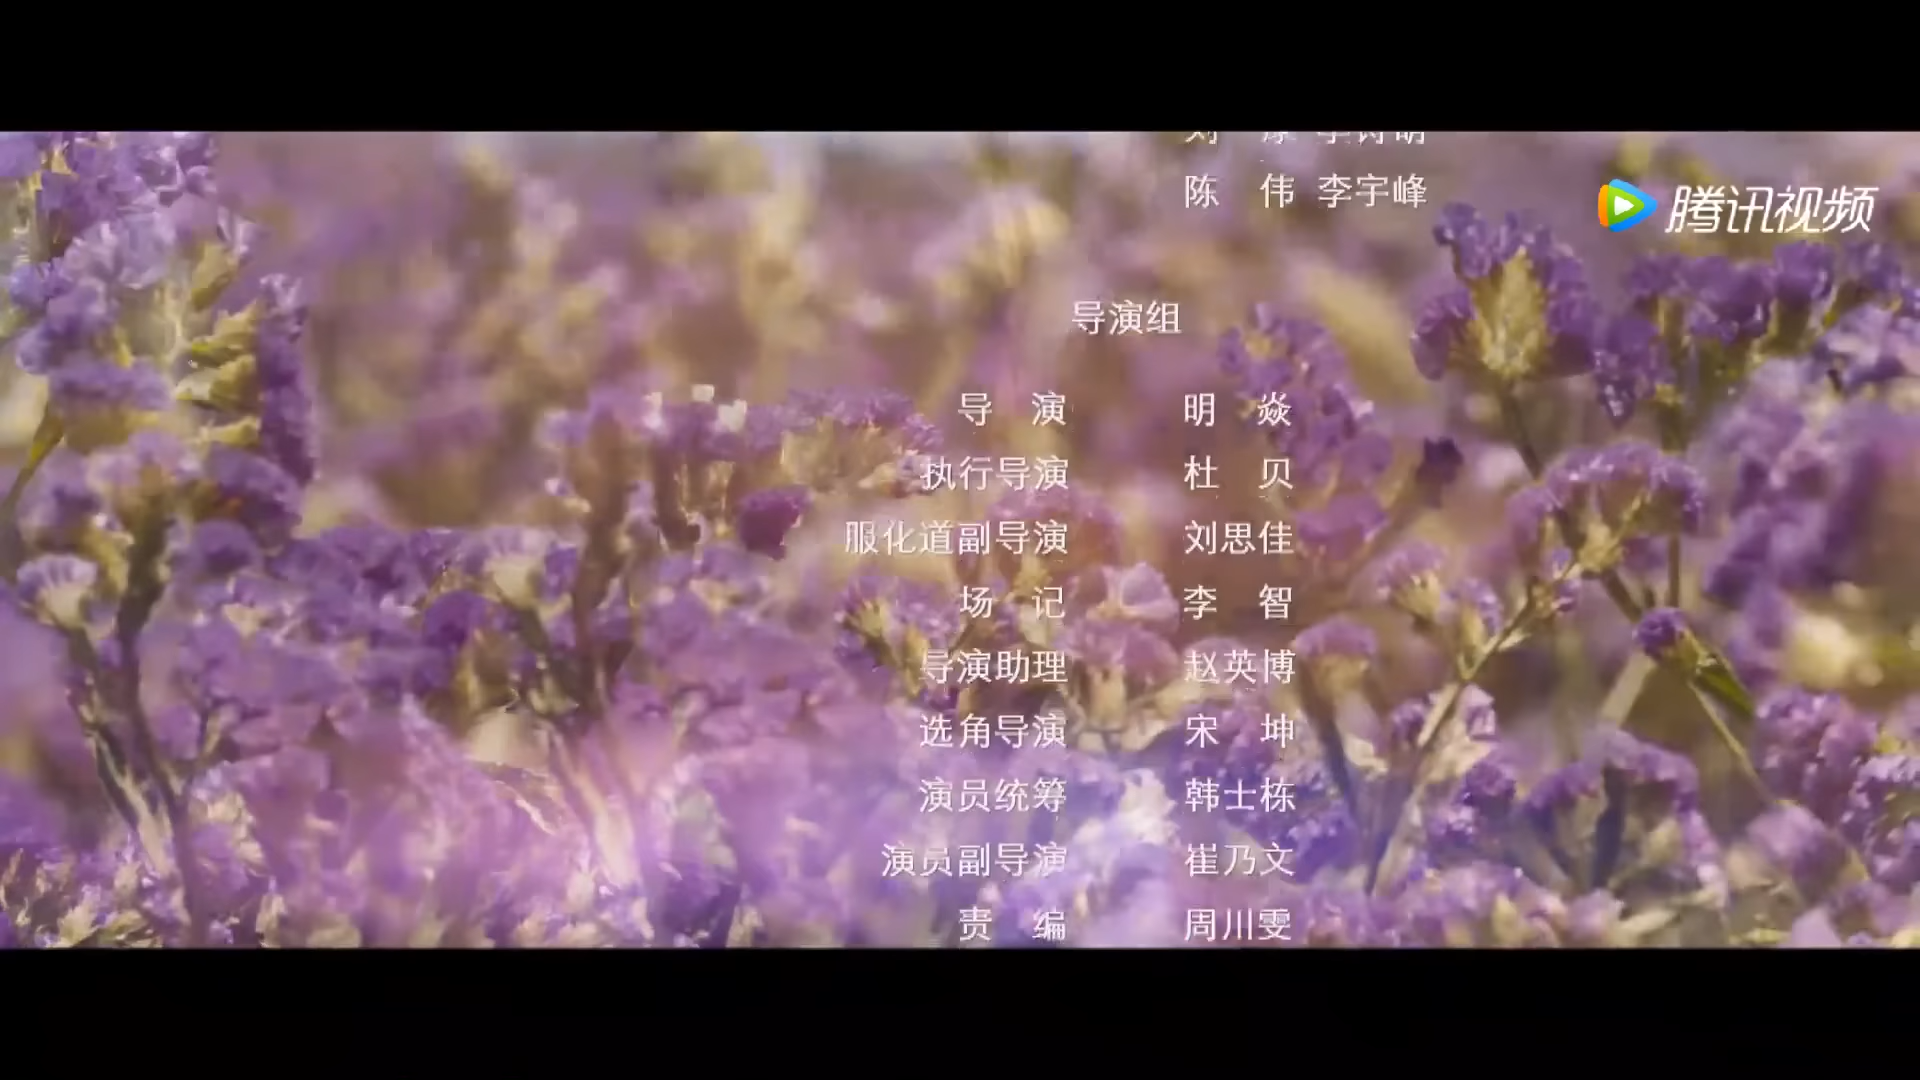 陈 伟 李宇峰
腾讯视频
导演组
导 演 明 焱
执行导演 杜 贝
服化道副导演 刘思佳
场 记 李 智
导演助理 赵英博
选角导演 宋 坤
演员统筹 韩士栋
演员副导演 崔乃文
责 编 周川雯